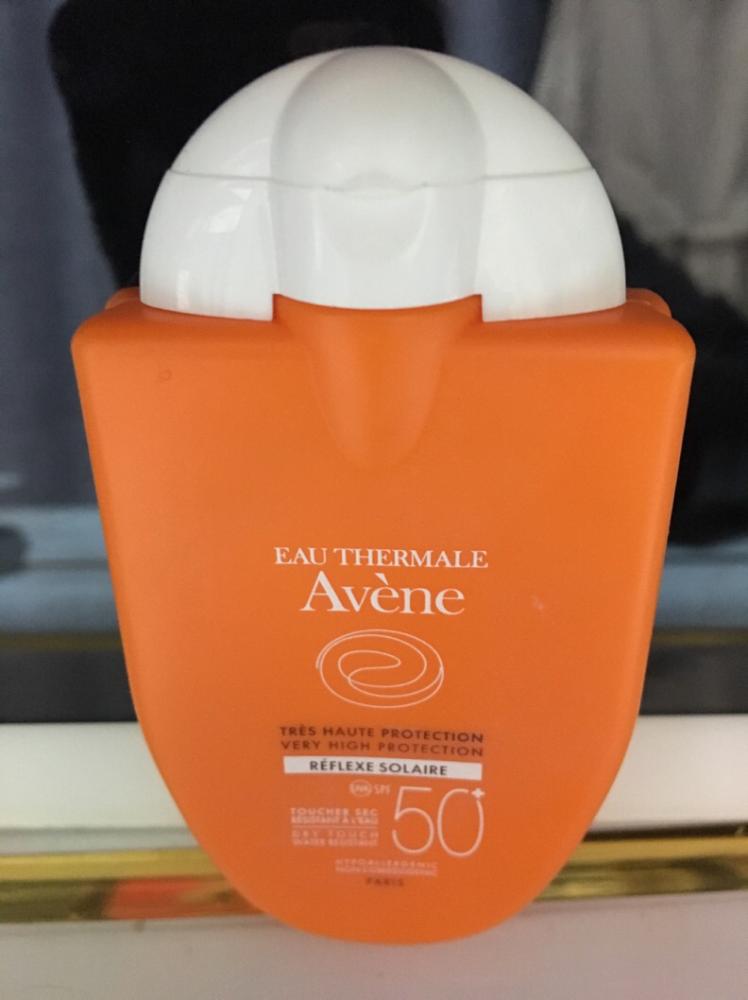 EAU THERMALE
Avène
TRÈS HAUTE PROTECTION
VERY HIGH PROTECTION
RÉFLEXE SOLAIRE
UVA SPF 50+
TOUCHER SEC
RÉSISTANT À L'EAU
DRY TOUCH
WATER RESISTANT
HYPOALLERGENIC
PARIS